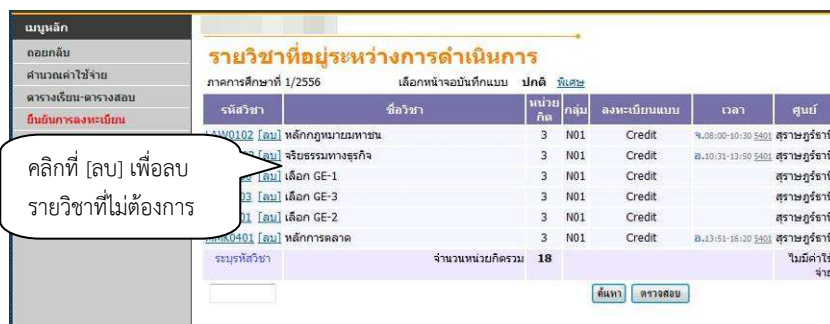 เมนูหลัก
ถอยกลับ
คำนวณค่าใช้จ่าย
ตารางเรียน-ตารางสอบ
ยืนยันการลงทะเบียน
รายวิชาที่อยู่ระหว่างการดำเนินการ
ภาคการศึกษาที่ 1/2556 เลือกหน้าจอบันทึกแบบ ปกติ พิเศษ
รหัสวิชา ชื่อวิชา หน่วยกิต กลุ่ม ลงทะเบียนแบบ เวลา ศูนย์
LAW0102 [ลบ] หลักกฎหมายมหาชน 3 N01 Credit จ.08:00-10:30 5401 สุราษฎร์ธานี
[ลบ] จริยธรรมทางธุรกิจ 3 N01 Credit อ.10:31-13:50 5401 สุราษฎร์ธานี
[ลบ] เลือก GE-1 3 N01 Credit สุราษฎร์ธานี
03 [ลบ] เลือก GE-3 3 N01 Credit สุราษฎร์ธานี
01 [ลบ] เลือก GE-2 3 N01 Credit สุราษฎร์ธานี
0401 [ลบ] หลักการตลาด 3 N01 Credit อ.13:51-16:20 5401 สุราษฎร์ธานี
ระบุรหัสวิชา จำนวนหน่วยกิตรวม 18 ไม่มีค่าใช้จ่าย
ค้นหา ตรวจสอบ
คลิกที่ [ลบ] เพื่อลบ
รายวิชาที่ไม่ต้องการ